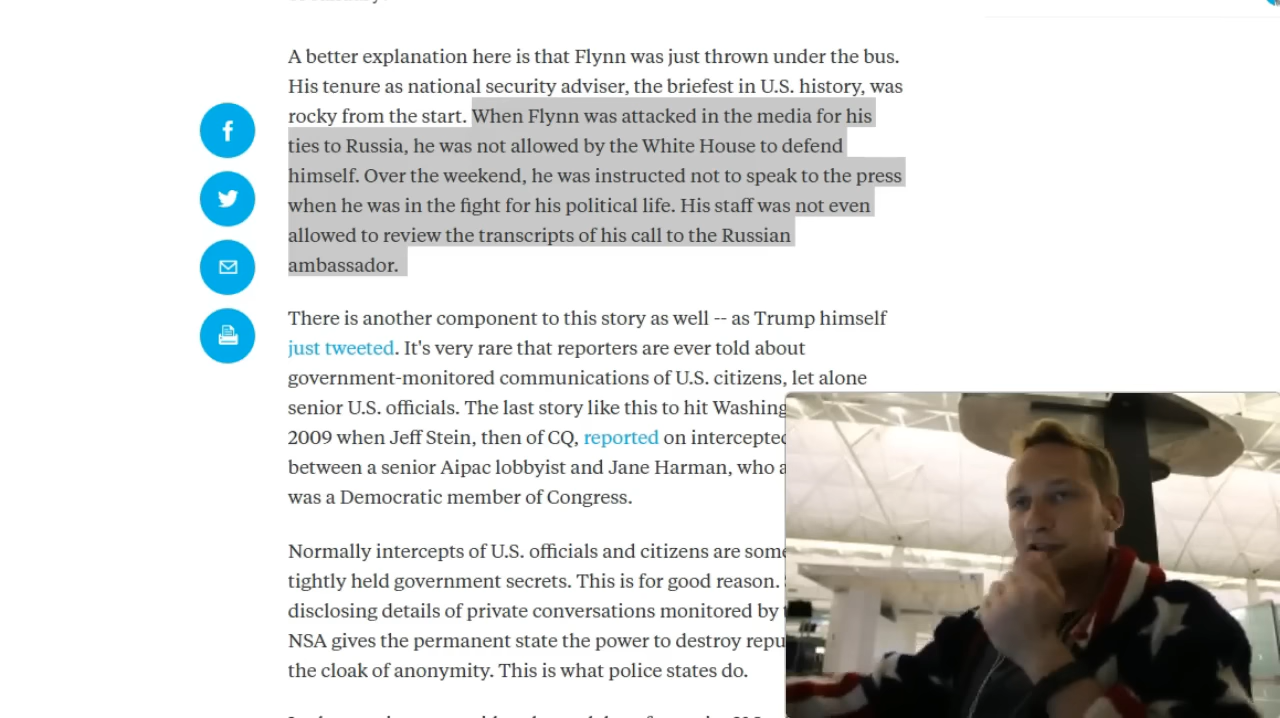 A better explanation here is that Flynn was just thrown under the bus.
His tenure as national security adviser, the briefest in U.S. history, was
rocky from the start. When Flynn was attacked in the media for his
ties to Russia, he was not allowed by the White House to defend
himself. Over the weekend, he was instructed not to speak to the press
when he was in the fight for his political life. His staff was not even
allowed to review the transcripts of his call to the Russian
ambassador.
There is another component to this story as well -- as Trump himself
just tweeted. It's very rare that reporters are ever told about
government-monitored communications of U.S. citizens, let alone
senior U.S. officials. The last story like this to hit
2009 when Jeff Stein, then of CQ, reported on
between a senior Aipac lobbyist and Jane Harman, who
was a Democratic member of Congress.
Normally intercepts of U.S. officials and citizens are
tightly held government secrets. This is for good reason.
disclosing details of private conversations monitored by
NSA gives the permanent state the power to destroy
the cloak of anonymity. This is what police states do.